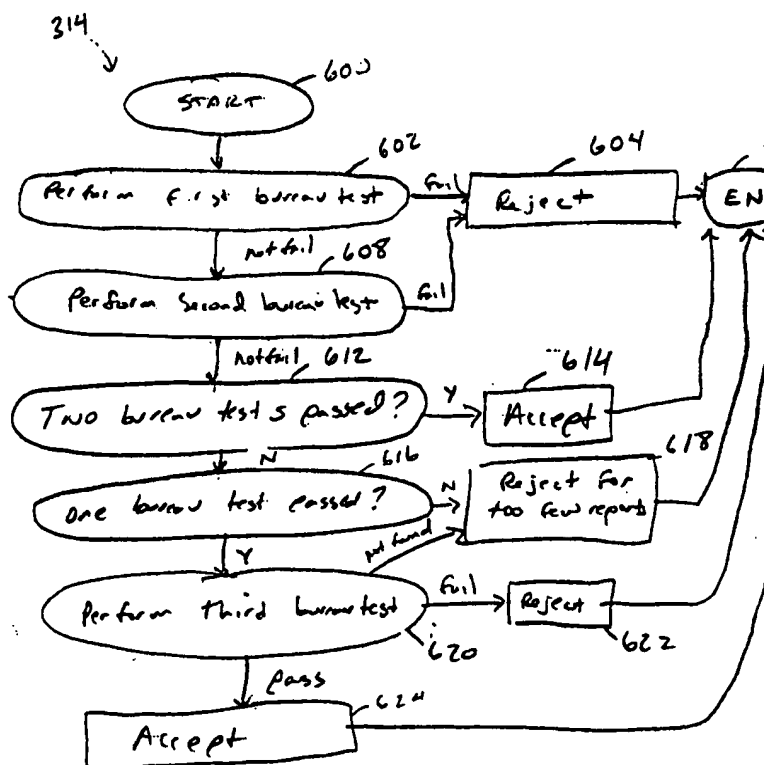 314
600
START
602
Perform first bureau test
fail
604
Reject
EN
not fail
608
Perform second bureau test
fail
not fail
612
Two bureau tests passed?
Y
614
Accept
N
616
one bureau test passed?
N
618
Reject for
too few reports
Y
not found
Perform third bureau test
fail
Reject
620
622
pass
624
Accept